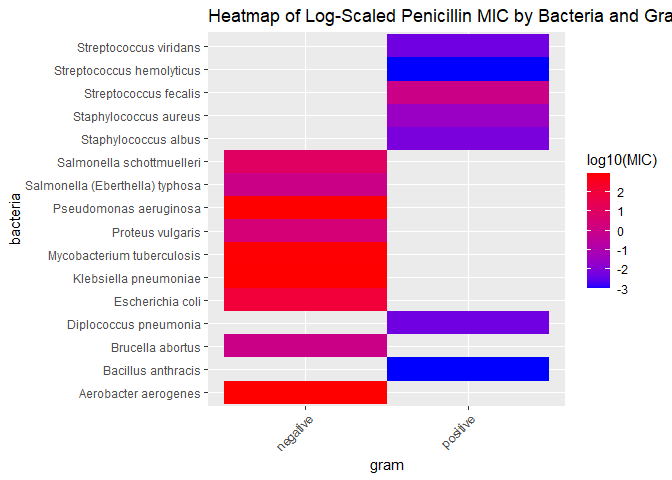 Heatmap of Log-Scaled Penicillin MIC by Bacteria and Gra
Streptococcus viridans
Streptococcus hemolyticus
Streptococcus fecalis
Staphylococcus aureus
Staphylococcus albus
Salmonella schottmuelleri
Salmonella (Eberthella) typhosa
Pseudomonas aeruginosa
Proteus vulgaris
Mycobacterium tuberculosis
Klebsiella pneumoniae
Escherichia coli
Diplococcus pneumonia
Brucella abortus
Bacillus anthracis
Aerobacter aerogenes
bacteria
negative
positive
gram
log10(MIC)
2
1
0
-1
-2
-3